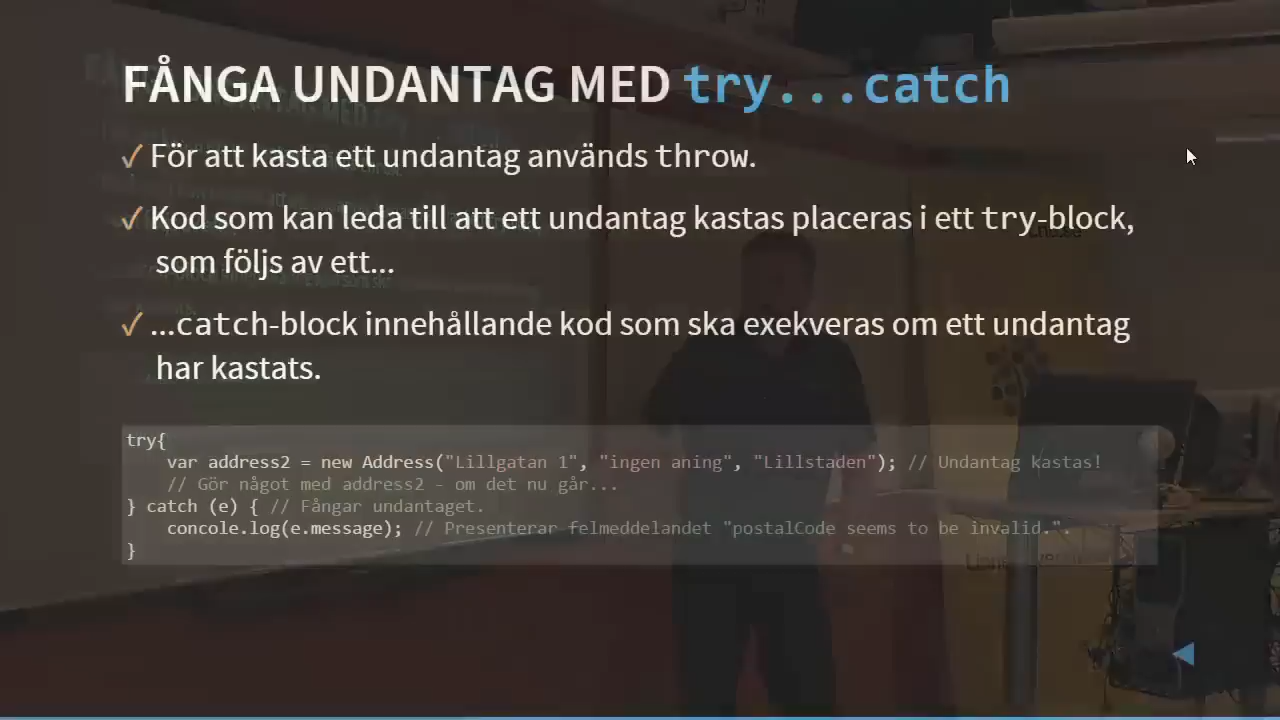 FÅNGA UNDANTAG MED try...catch
✓ För att kasta ett undantag används throw.
✓ Kod som kan leda till att ett undantag kastas placeras i ett try-block,
som följs av ett...
✓ ...catch-block innehållande kod som ska exekveras om ett undantag
har kastats.
try{
var address2 = new Address("Lillgatan 1", "ingen aning", "Lillstaden"); // Undantag kastas!
// Gör något med address2 - om det nu går...
} catch (e) { // Fångar undantaget.
concole.log(e.message); // Presenterar felmeddelandet "postalCode seems to be invalid.".
}